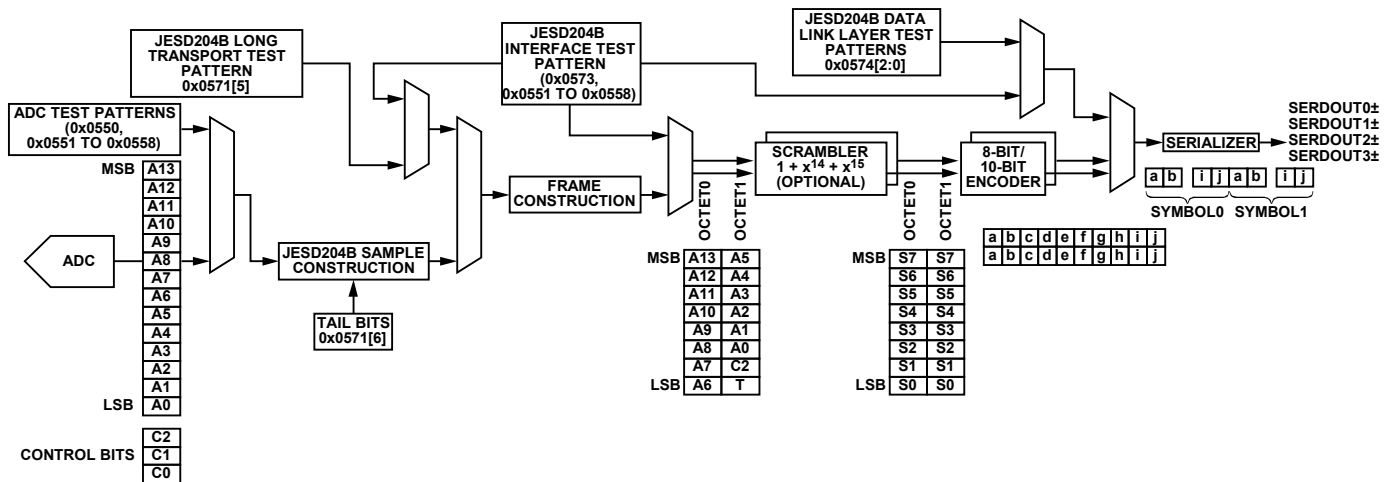 JESD204B LONG
TRANSPORT TEST
PATTERN
0x0571[5]
JESD204B
INTERFACE TEST
PATTERN
(0x0573,
0x0551 TO 0x0558)
JESD204B DATA
LINK LAYER TEST
PATTERNS
0x0574[2:0]
ADC TEST PATTERNS
(0x0550,
0x0551 TO 0x0558)
MSB
A13
A12
A11
A10
A9
A8
A7
A6
A5
A4
A3
A2
A1
LSB
A0
CONTROL BITS
C2
C1
C0
ADC
JESD204B SAMPLE
CONSTRUCTION
TAIL BITS
0x0571[6]
FRAME
CONSTRUCTION
OCTET0
OCTET1
MSB
A13 A5
A12 A4
A11 A3
A10 A2
A9 A1
A8 A0
A7 C2
LSB
A6 T
SCRAMBLER
1 + x14 + x15
(OPTIONAL)
OCTET0
OCTET1
MSB
S7 S7
S6 S6
S5 S5
S4 S4
S3 S3
S2 S2
S1 S1
LSB
S0 S0
8-BIT/
10-BIT
ENCODER
a b c d e f g h i j
a b c d e f g h i j
SERIALIZER
a b i j a b i j
SYMBOL0 SYMBOL1
SERDOUT0±
SERDOUT1±
SERDOUT2±
SERDOUT3±